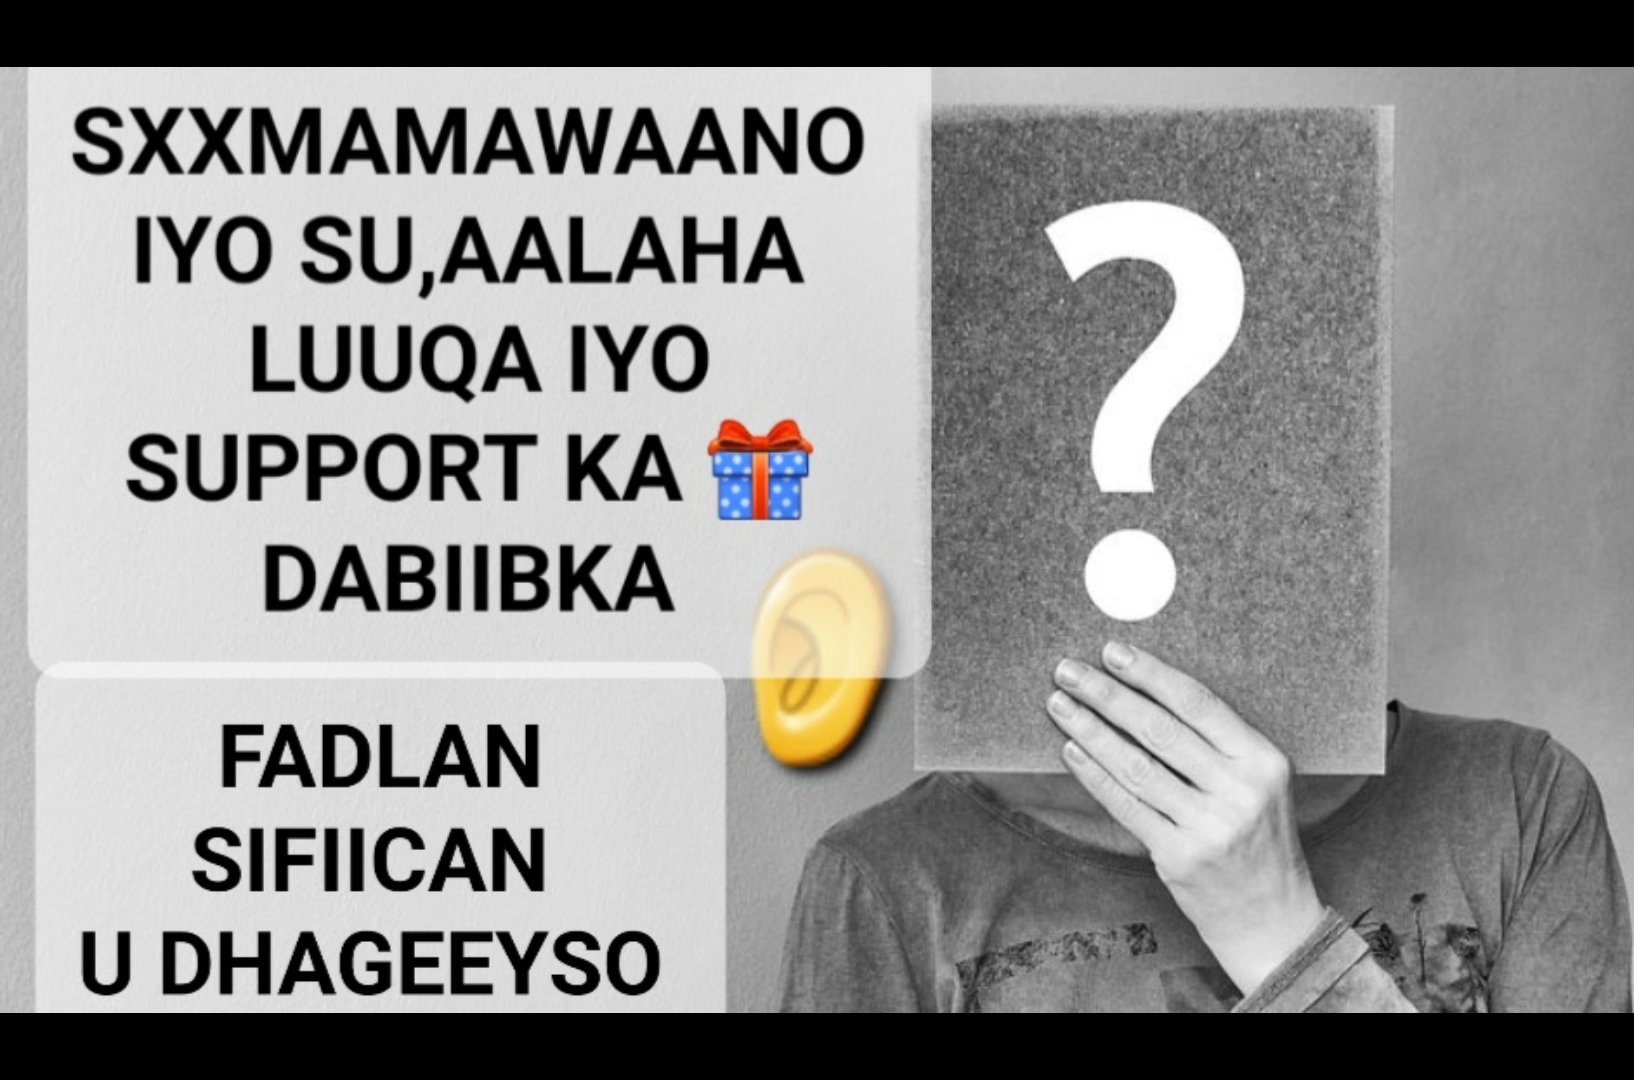 SXXMAMAWAANO
IYO SU,AALAHA
LUUQA IYO
SUPPORT KA 🎁
DABIIBKA
?
FADLAN
SIFIICAN
U DHAGEEYSO